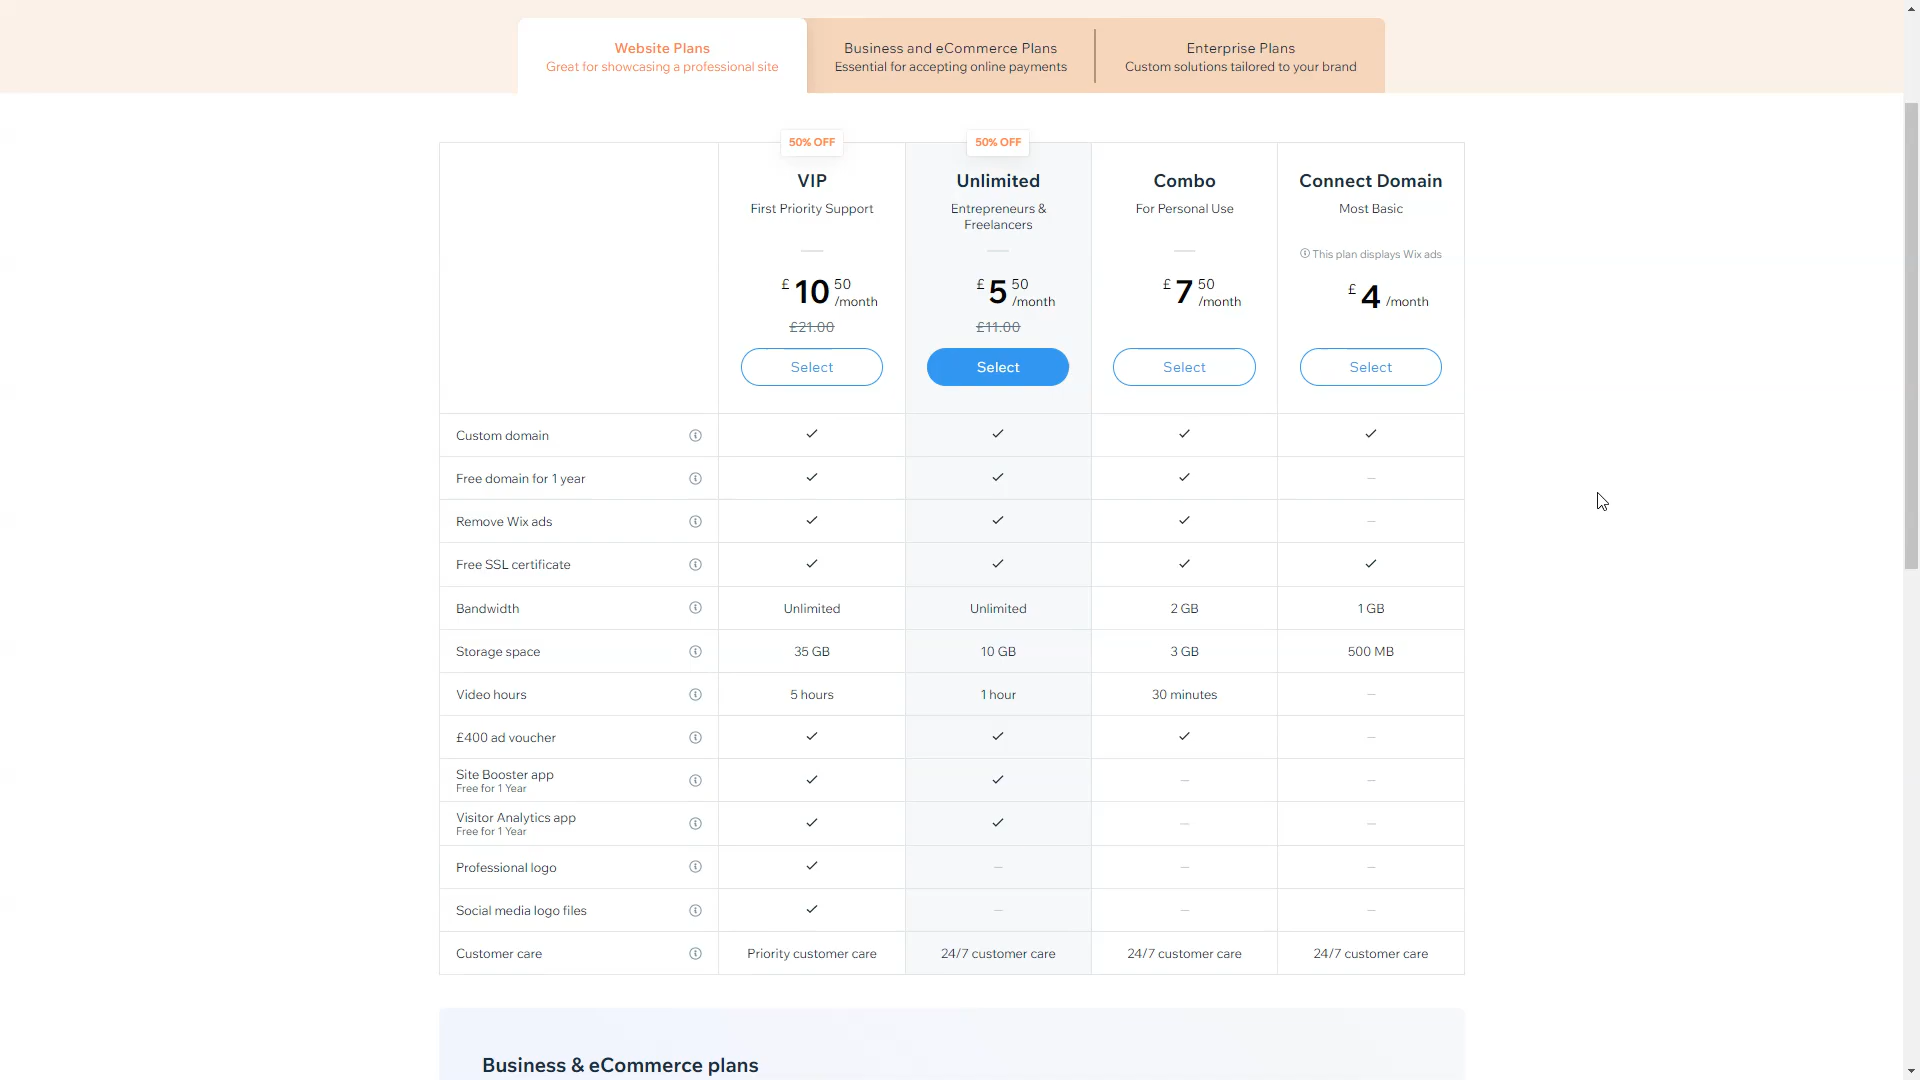 Website Plans
Great for showcasing a professional site
Business and eCommerce Plans
Essential for accepting online payments
Enterprise Plans
Custom solutions tailored to your brand
50% OFF
50% OFF
VIP
Unlimited
Combo
Connect Domain
First Priority Support
Entrepreneurs &
Freelancers
For Personal Use
Most Basic
This plan displays Wix ads
£ 10 50 /month
£ 5 50 /month
£ 7 50 /month
£ 4 /month
£21.00
£11.00
Select
Select
Select
Select
Custom domain
Free domain for 1 year
Remove Wix ads
Free SSL certificate
Bandwidth Unlimited Unlimited 2 GB 1 GB
Storage space 35 GB 10 GB 3 GB 500 MB
Video hours 5 hours 1 hour 30 minutes
£400 ad voucher
Site Booster app
Free for 1 Year
Visitor Analytics app
Free for 1 Year
Professional logo
Social media logo files
Customer care Priority customer care 24/7 customer care 24/7 customer care 24/7 customer care
Business & eCommerce plans